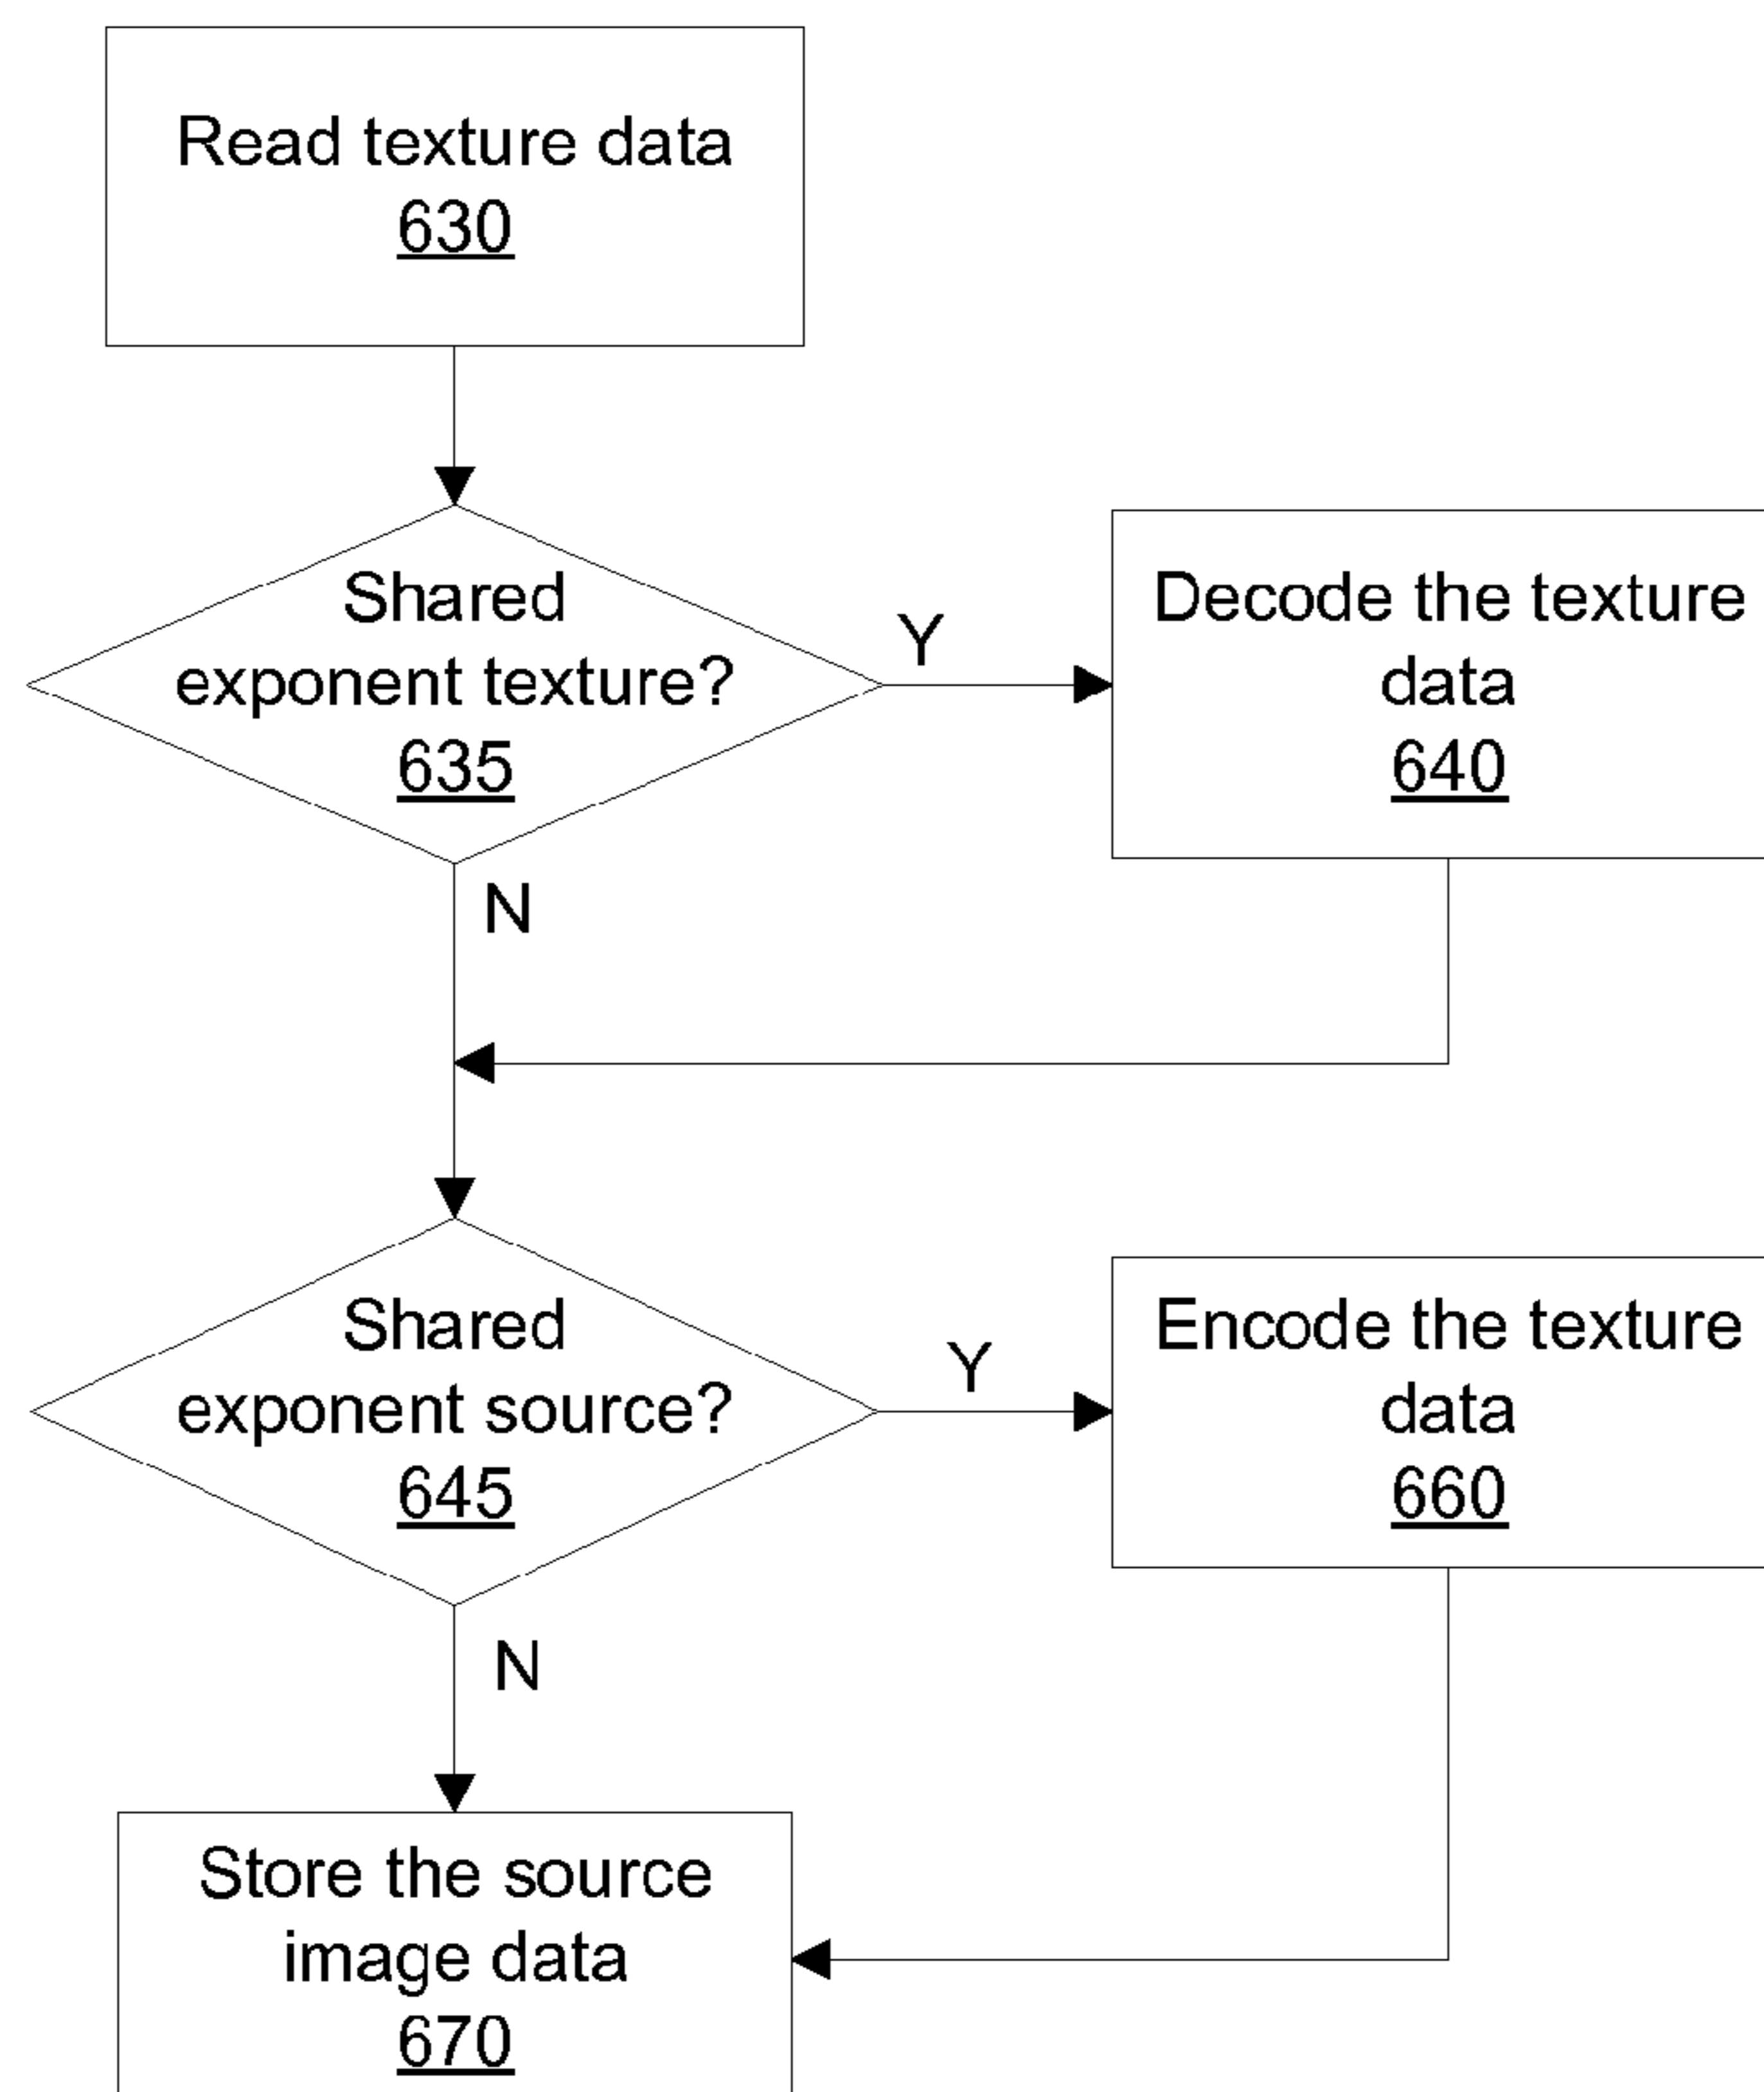 Read texture data
630
Shared
exponent texture?
635
Y
Decode the texture
data
640
N
Shared
exponent source?
645
Y
Encode the texture
data
660
N
Store the source
image data
670